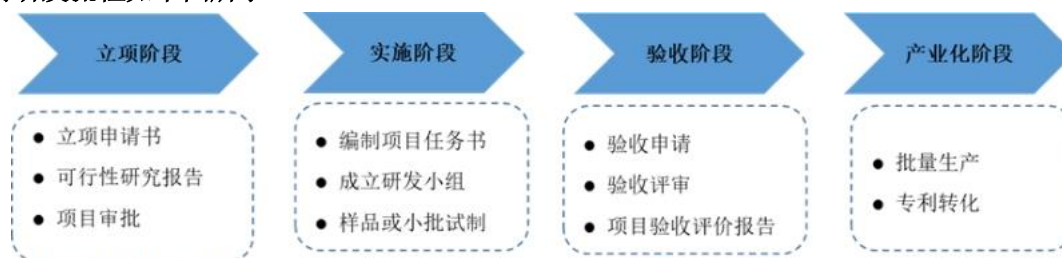 立项阶段
实施阶段
验收阶段
产业化阶段
● 立项申请书
● 可行性研究报告
● 项目审批
● 编制项目任务书
● 成立研发小组
● 样品或小批试制
● 验收申请
● 验收评审
● 项目验收评价报告
● 批量生产
● 专利转化